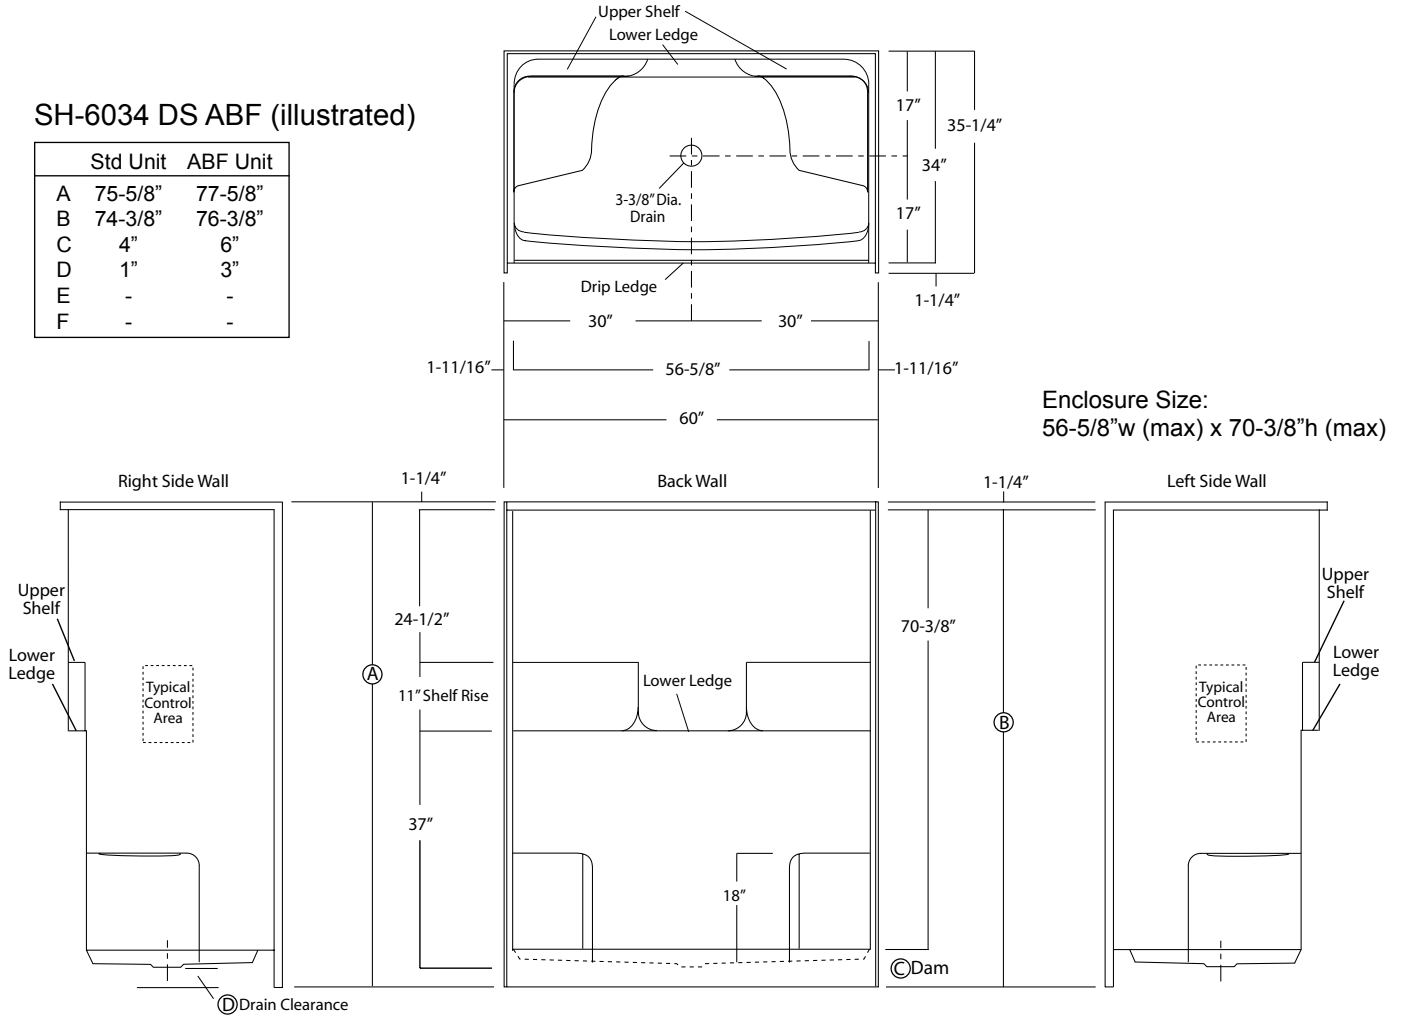 Upper Shelf
Lower Ledge
SH-6034 DS ABF (illustrated)
Std Unit ABF Unit
A 75-5/8” 77-5/8”
B 74-3/8” 76-3/8”
C 4” 6”
D 1” 3”
E - -
F - -
17”
35-1/4”
34”
3-3/8” Dia.
Drain
17”
Drip Ledge
1-1/4”
30”
30”
1-11/16”
56-5/8”
1-11/16”
60”
Enclosure Size:
56-5/8”w (max) x 70-3/8”h (max)
Right Side Wall
1-1/4”
Back Wall
1-1/4”
Left Side Wall
Upper
Shelf
Lower
Ledge
Typical
Control
Area
A
24-1/2”
11” Shelf Rise
37”
Lower Ledge
18”
70-3/8”
B
C Dam
D Drain Clearance
Upper
Shelf
Lower
Ledge
Typical
Control
Area